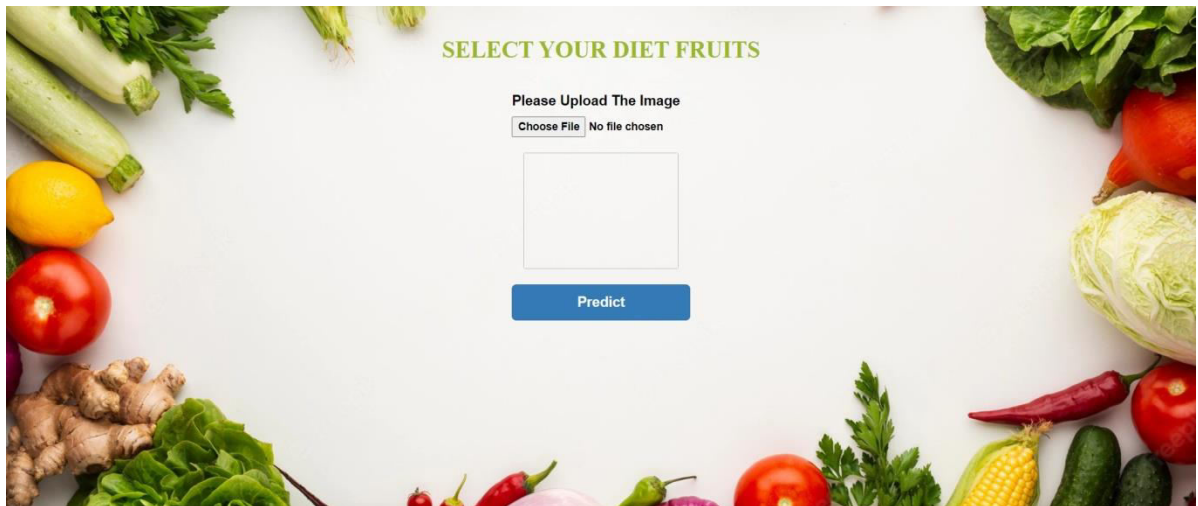 SELECT YOUR DIET FRUITS
Please Upload The Image
Choose File No file chosen
Predict